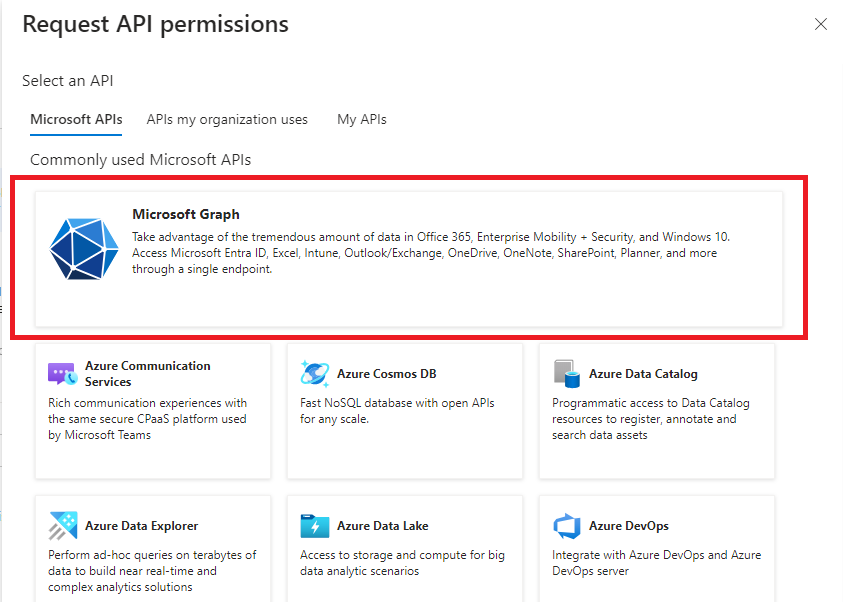 Request API permissions
Select an API
Microsoft APIs APIs my organization uses My APIs
Commonly used Microsoft APIs
Microsoft Graph
Take advantage of the tremendous amount of data in Office 365, Enterprise Mobility + Security, and Windows 10.
Access Microsoft Entra ID, Excel, Intune, Outlook/Exchange, OneDrive, OneNote, SharePoint, Planner, and more
through a single endpoint.
Azure Communication
Services
Rich communication experiences with
the same secure CPaaS platform used
by Microsoft Teams
Azure Cosmos DB
Fast NoSQL database with open APIs
for any scale.
Azure Data Catalog
Programmatic access to Data Catalog
resources to register, annotate and
search data assets
Azure Data Explorer
Perform ad-hoc queries on terabytes of
data to build near real-time and
complex analytics solutions
Azure Data Lake
Access to storage and compute for big
data analytic scenarios
Azure DevOps
Integrate with Azure DevOps and Azure
DevOps server